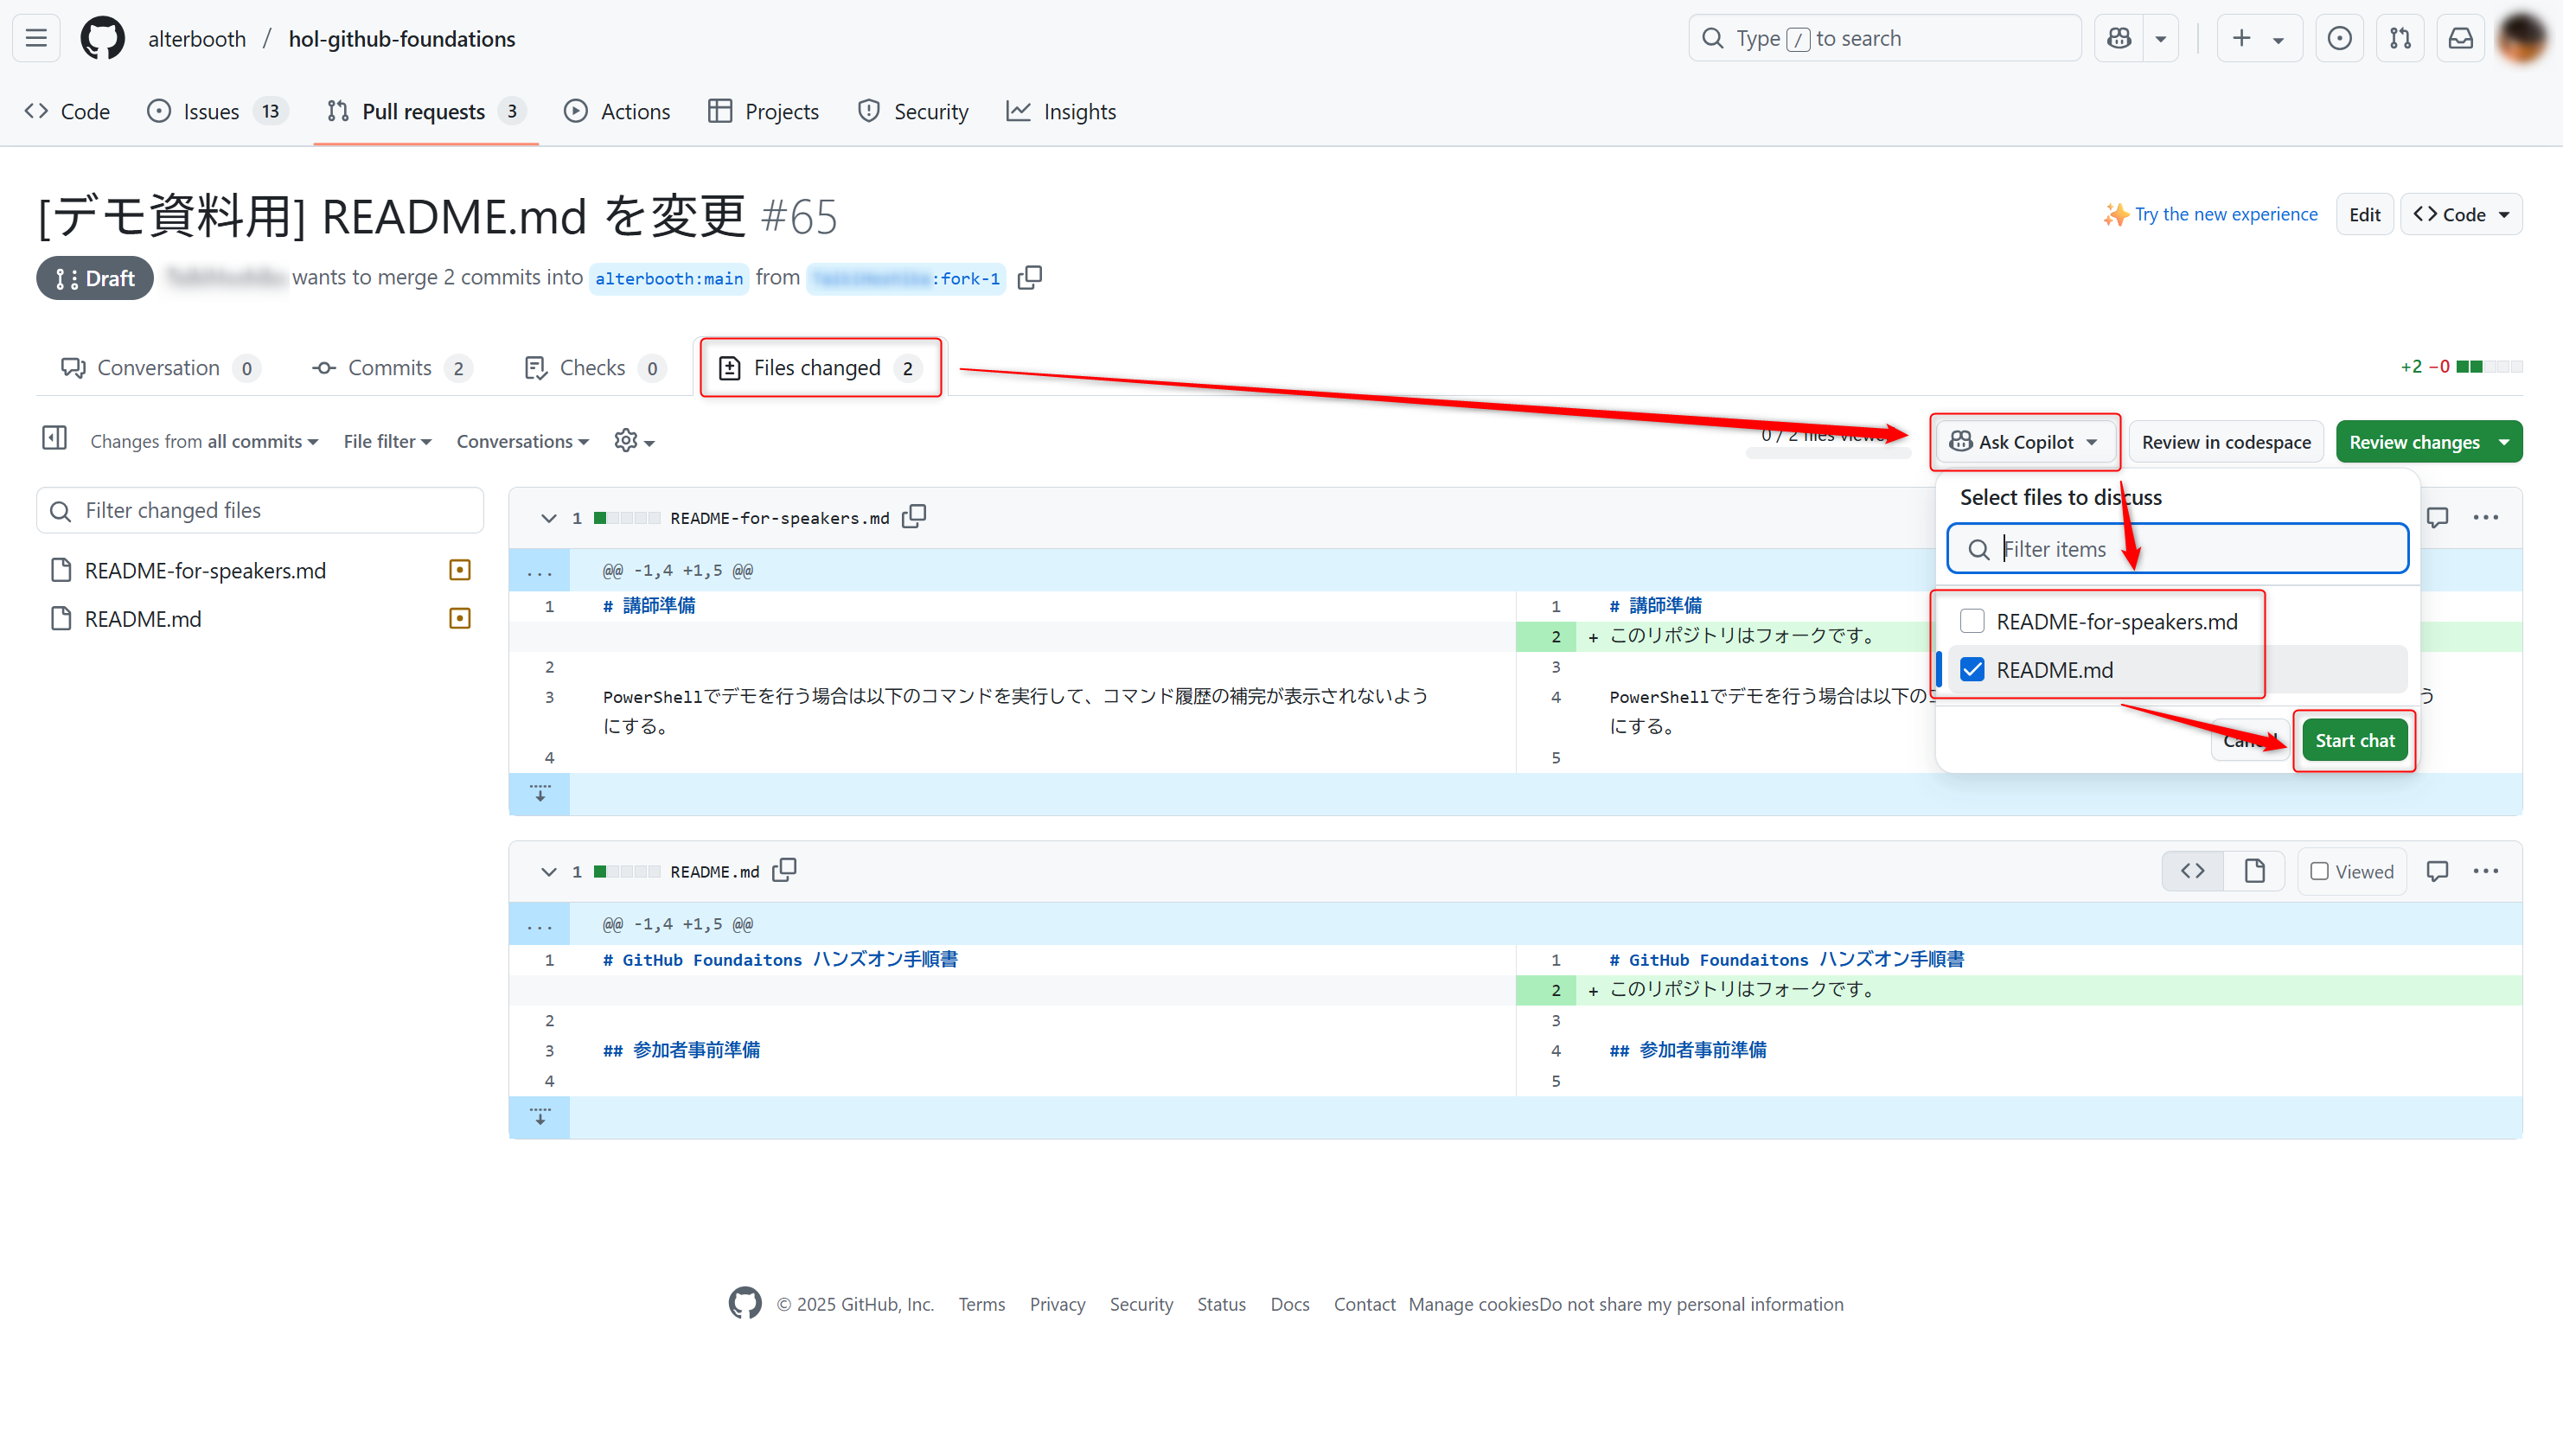 alterbooth / hol-github-foundations
Type / to search
Code
Issues 13
Pull requests 3
Actions
Projects
Security
Insights
[デモ資料用] README.md を変更 #65
Try the new experience
Edit
Code
Draft
wants to merge 2 commits into alterbooth:main from :fork-1
Conversation 0
Commits 2
Checks 0
Files changed 2
+2 −0
Changes from all commits
File filter
Conversations
0 / 2 files viewe
Ask Copilot
Review in codespace
Review changes
Filter changed files
README-for-speakers.md
README.md
Select files to discuss
Filter items
README-for-speakers.md
README.md
Cancel
Start chat
1 README-for-speakers.md
...
@@ -1,4 +1,5 @@
1 # 講師準備
1 # 講師準備
2 + このリポジトリはフォークです。
2
3
3 PowerShellでデモを行う場合は以下のコマンドを実行して、コマンド履歴の補完が表示されないよう
にする。
4 PowerShellでデモを行う場合は以下の
う
にする。
4
5
1 README.md
Viewed
...
@@ -1,4 +1,5 @@
1 # GitHub Foundaitons ハンズオン手順書
1 # GitHub Foundaitons ハンズオン手順書
2 + このリポジトリはフォークです。
2
3
3 ## 参加者事前準備
4 ## 参加者事前準備
4
5
© 2025 GitHub, Inc. Terms Privacy Security Status Docs Contact Manage cookies Do not share my personal information